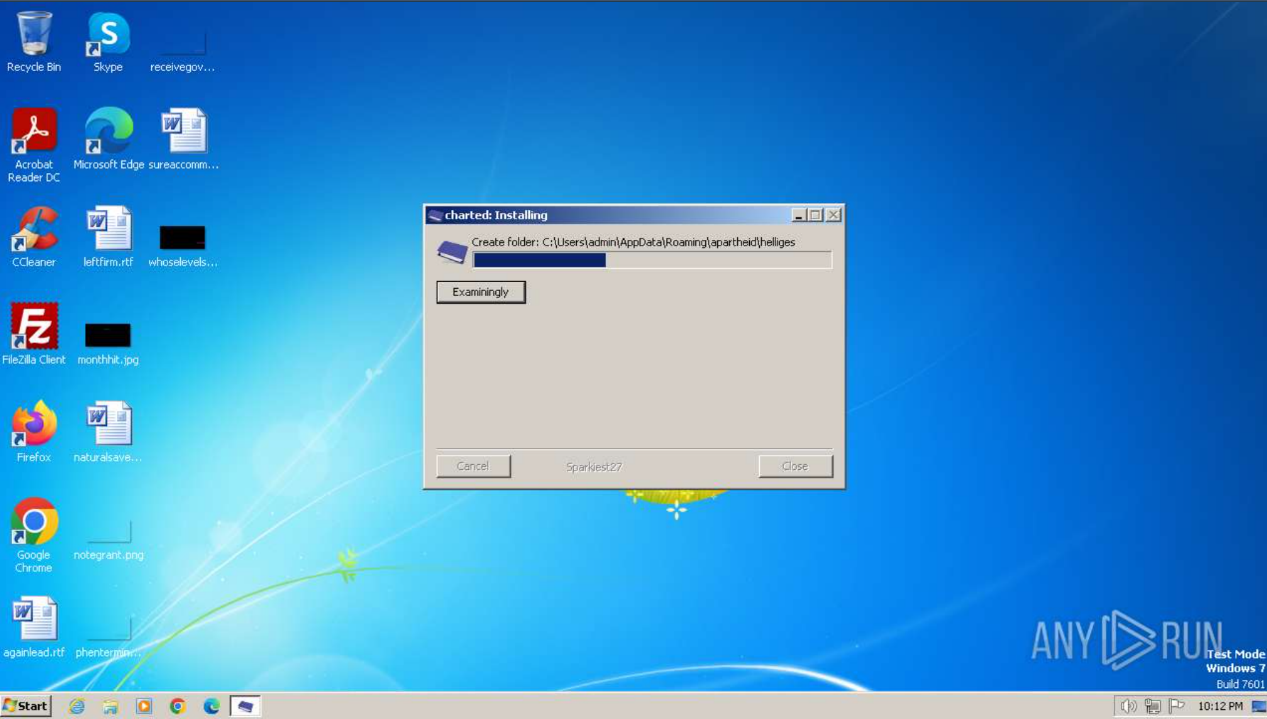 Recycle Bin
Skype
receivegov...
Acrobat
Reader DC
Microsoft Edge
sureaccomm...
CCleaner
leftfirm.rtf
whoselevels...
FileZilla Client
monthhit.jpg
Firefox
naturalsave...
Google
Chrome
notegrant.png
againlead.rtf
phentermin...
charted: Installing
Create folder: C:\Users\admin\AppData\Roaming\apartheid\helliges
Examiningly
Cancel
Sparkiest27
Close
ANY RUN
Test Mode
Windows 7
Build 7601
Start
10:12 PM